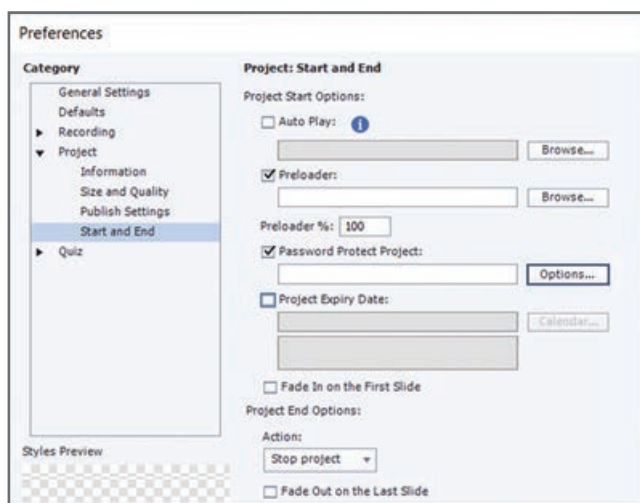 Preferences
Category
General Settings
Defaults
Recording
Project
Information
Size and Quality
Publish Settings
Start and End
Quiz
Styles Preview
Project: Start and End
Project Start Options:
Auto Play:
Browse...
Preloader:
Browse...
Preloader %: 100
Password Protect Project:
Options...
Project Expiry Date:
Calendar...
Fade In on the First Slide
Project End Options:
Action:
Stop project
Fade Out on the Last Slide